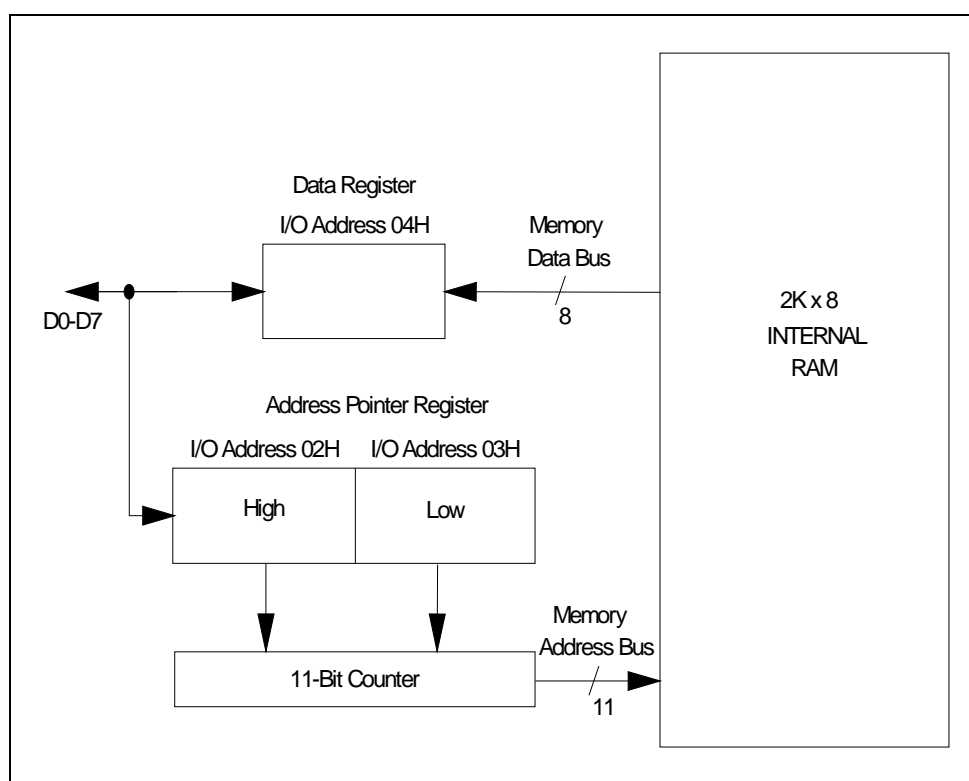 Data Register
I/O Address 04H
Memory
Data Bus
8
D0-D7
2K x 8
INTERNAL
RAM
Address Pointer Register
I/O Address 02H
I/O Address 03H
High
Low
Memory
Address Bus
11
11-Bit Counter